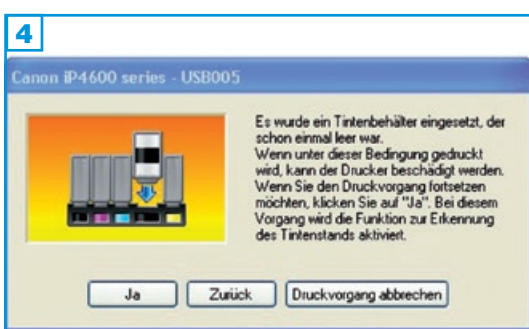 4
Canon iP4600 series - USB005
Es wurde ein Tintenbehälter eingesetzt, der
schon einmal leer war.
Wenn unter dieser Bedingung gedruckt
wird, kann der Drucker beschädigt werden.
Wenn Sie den Druckvorgang fortsetzen
möchten, klicken Sie auf "Ja". Bei diesem
Vorgang wird die Funktion zur Erkennung
des Tintenstands aktiviert.
Ja Zurück Druckvorgang abbrechen